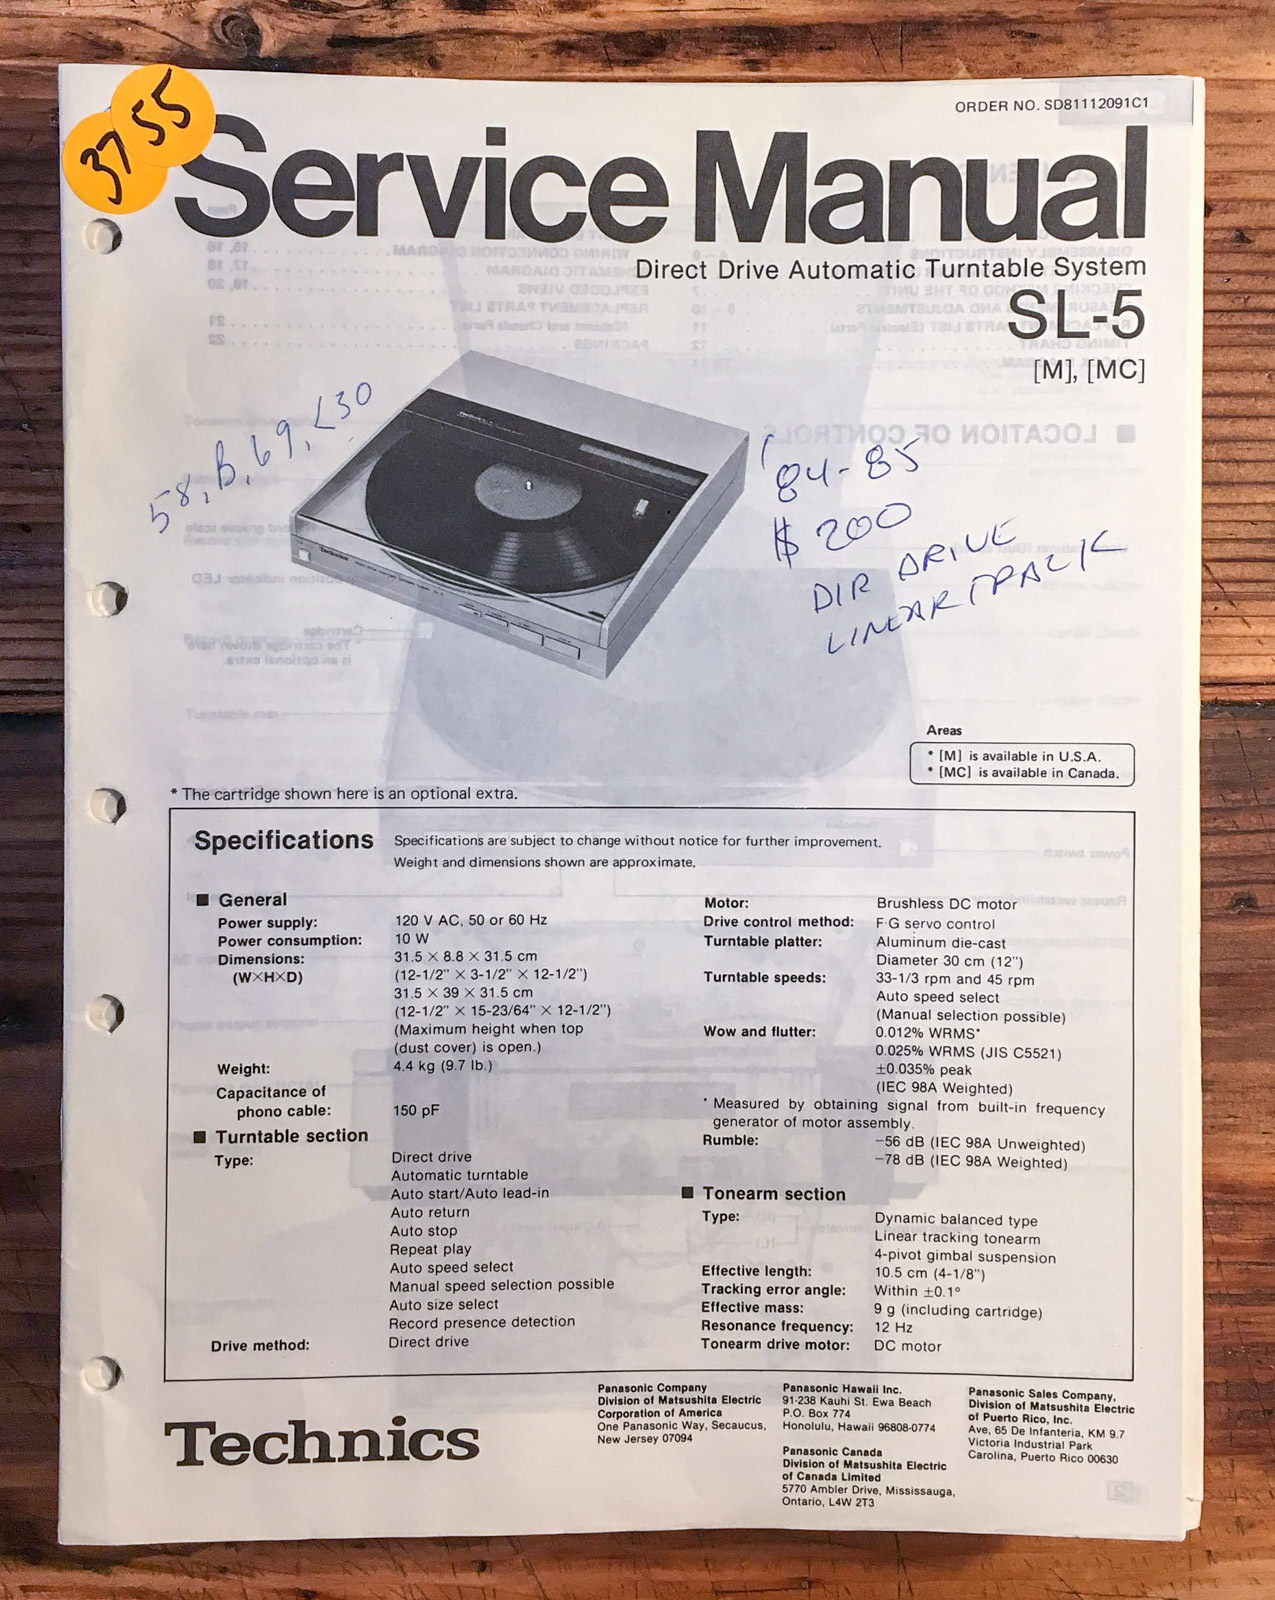 ORDER NO. SD81112091C1
37 55
Service Manual
Direct Drive Automatic Turntable System
SL-5
[M], [MC]
58, B, 69, <30
'84-85
$200
DIR DRIVE
LINEAR TRACK
Technics
Areas
* [M] is available in U.S.A.
* [MC] is available in Canada.
* The cartridge shown here is an optional extra.
Specifications
Specifications are subject to change without notice for further improvement.
Weight and dimensions shown are approximate.
■ General
Power supply: 120 V AC, 50 or 60 Hz
Power consumption: 10 W
Dimensions: 31.5 × 8.8 × 31.5 cm
(W×H×D) (12-1/2" × 3-1/2" × 12-1/2")
31.5 × 39 × 31.5 cm
(12-1/2" × 15-23/64" × 12-1/2")
(Maximum height when top
(dust cover) is open.)
Weight: 4.4 kg (9.7 lb.)
Capacitance of
phono cable: 150 pF
■ Turntable section
Type: Direct drive
Automatic turntable
Auto start/Auto lead-in
Auto return
Auto stop
Repeat play
Auto speed select
Manual speed selection possible
Auto size select
Record presence detection
Drive method: Direct drive
Motor: Brushless DC motor
Drive control method: F·G servo control
Turntable platter: Aluminum die-cast
Diameter 30 cm (12")
Turntable speeds: 33-1/3 rpm and 45 rpm
Auto speed select
(Manual selection possible)
Wow and flutter: 0.012% WRMS*
0.025% WRMS (JIS C5521)
±0.035% peak
(IEC 98A Weighted)
* Measured by obtaining signal from built-in frequency
generator of motor assembly.
Rumble: −56 dB (IEC 98A Unweighted)
−78 dB (IEC 98A Weighted)
■ Tonearm section
Type: Dynamic balanced type
Linear tracking tonearm
4-pivot gimbal suspension
Effective length: 10.5 cm (4-1/8")
Tracking error angle: Within ±0.1°
Effective mass: 9 g (including cartridge)
Resonance frequency: 12 Hz
Tonearm drive motor: DC motor
Technics
Panasonic Company
Division of Matsushita Electric
Corporation of America
One Panasonic Way, Secaucus,
New Jersey 07094
Panasonic Hawaii Inc.
91-238 Kauhi St. Ewa Beach
P.O. Box 774
Honolulu, Hawaii 96808-0774
Panasonic Canada
Division of Matsushita Electric
of Canada Limited
5770 Ambler Drive, Mississauga,
Ontario, L4W 2T3
Panasonic Sales Company,
Division of Matsushita Electric
of Puerto Rico, Inc.
Ave, 65 De Infanteria, KM 9.7
Victoria Industrial Park
Carolina, Puerto Rico 00630